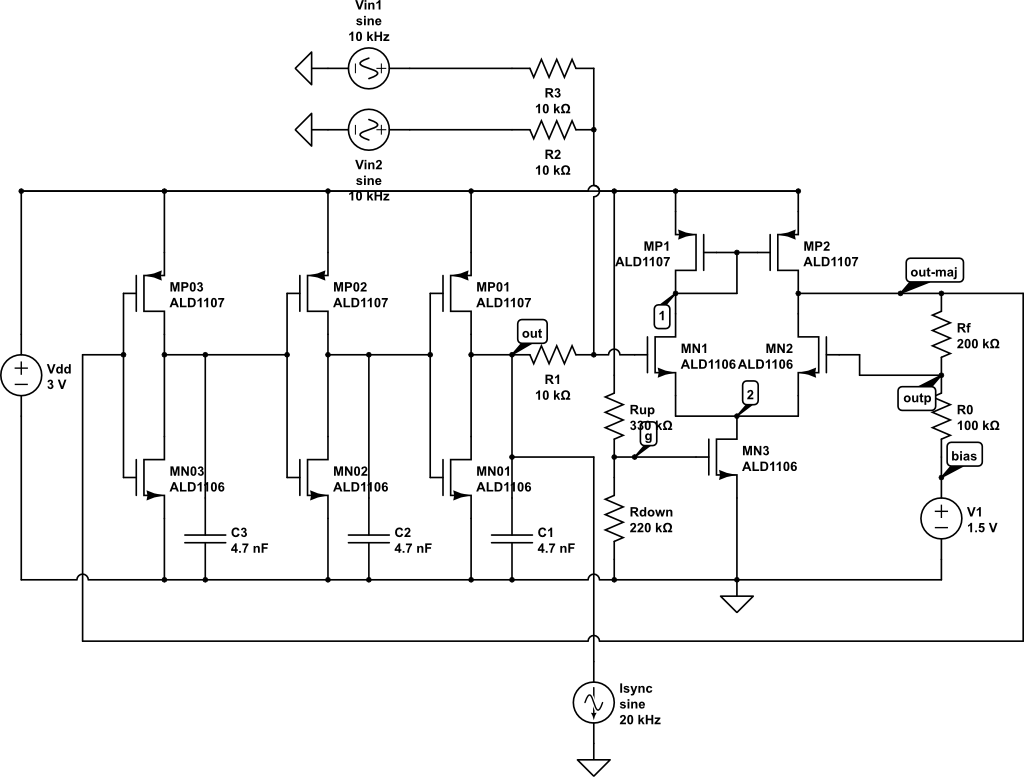 Vin1
sine
10 kHz
R3
10 kΩ
Vin2
sine
10 kHz
R2
10 kΩ
MP1
ALD1107
MP2
ALD1107
out-maj
MP03
ALD1107
MP02
ALD1107
MP01
ALD1107
1
out
Rf
200 kΩ
Vdd
3 V
R1
10 kΩ
MN1
ALD1106
MN2
ALD1106
outp
2
Rup
330 kΩ
g
R0
100 kΩ
MN3
ALD1106
bias
MN03
ALD1106
MN02
ALD1106
MN01
ALD1106
Rdown
220 kΩ
V1
1.5 V
C3
4.7 nF
C2
4.7 nF
C1
4.7 nF
Isync
sine
20 kHz